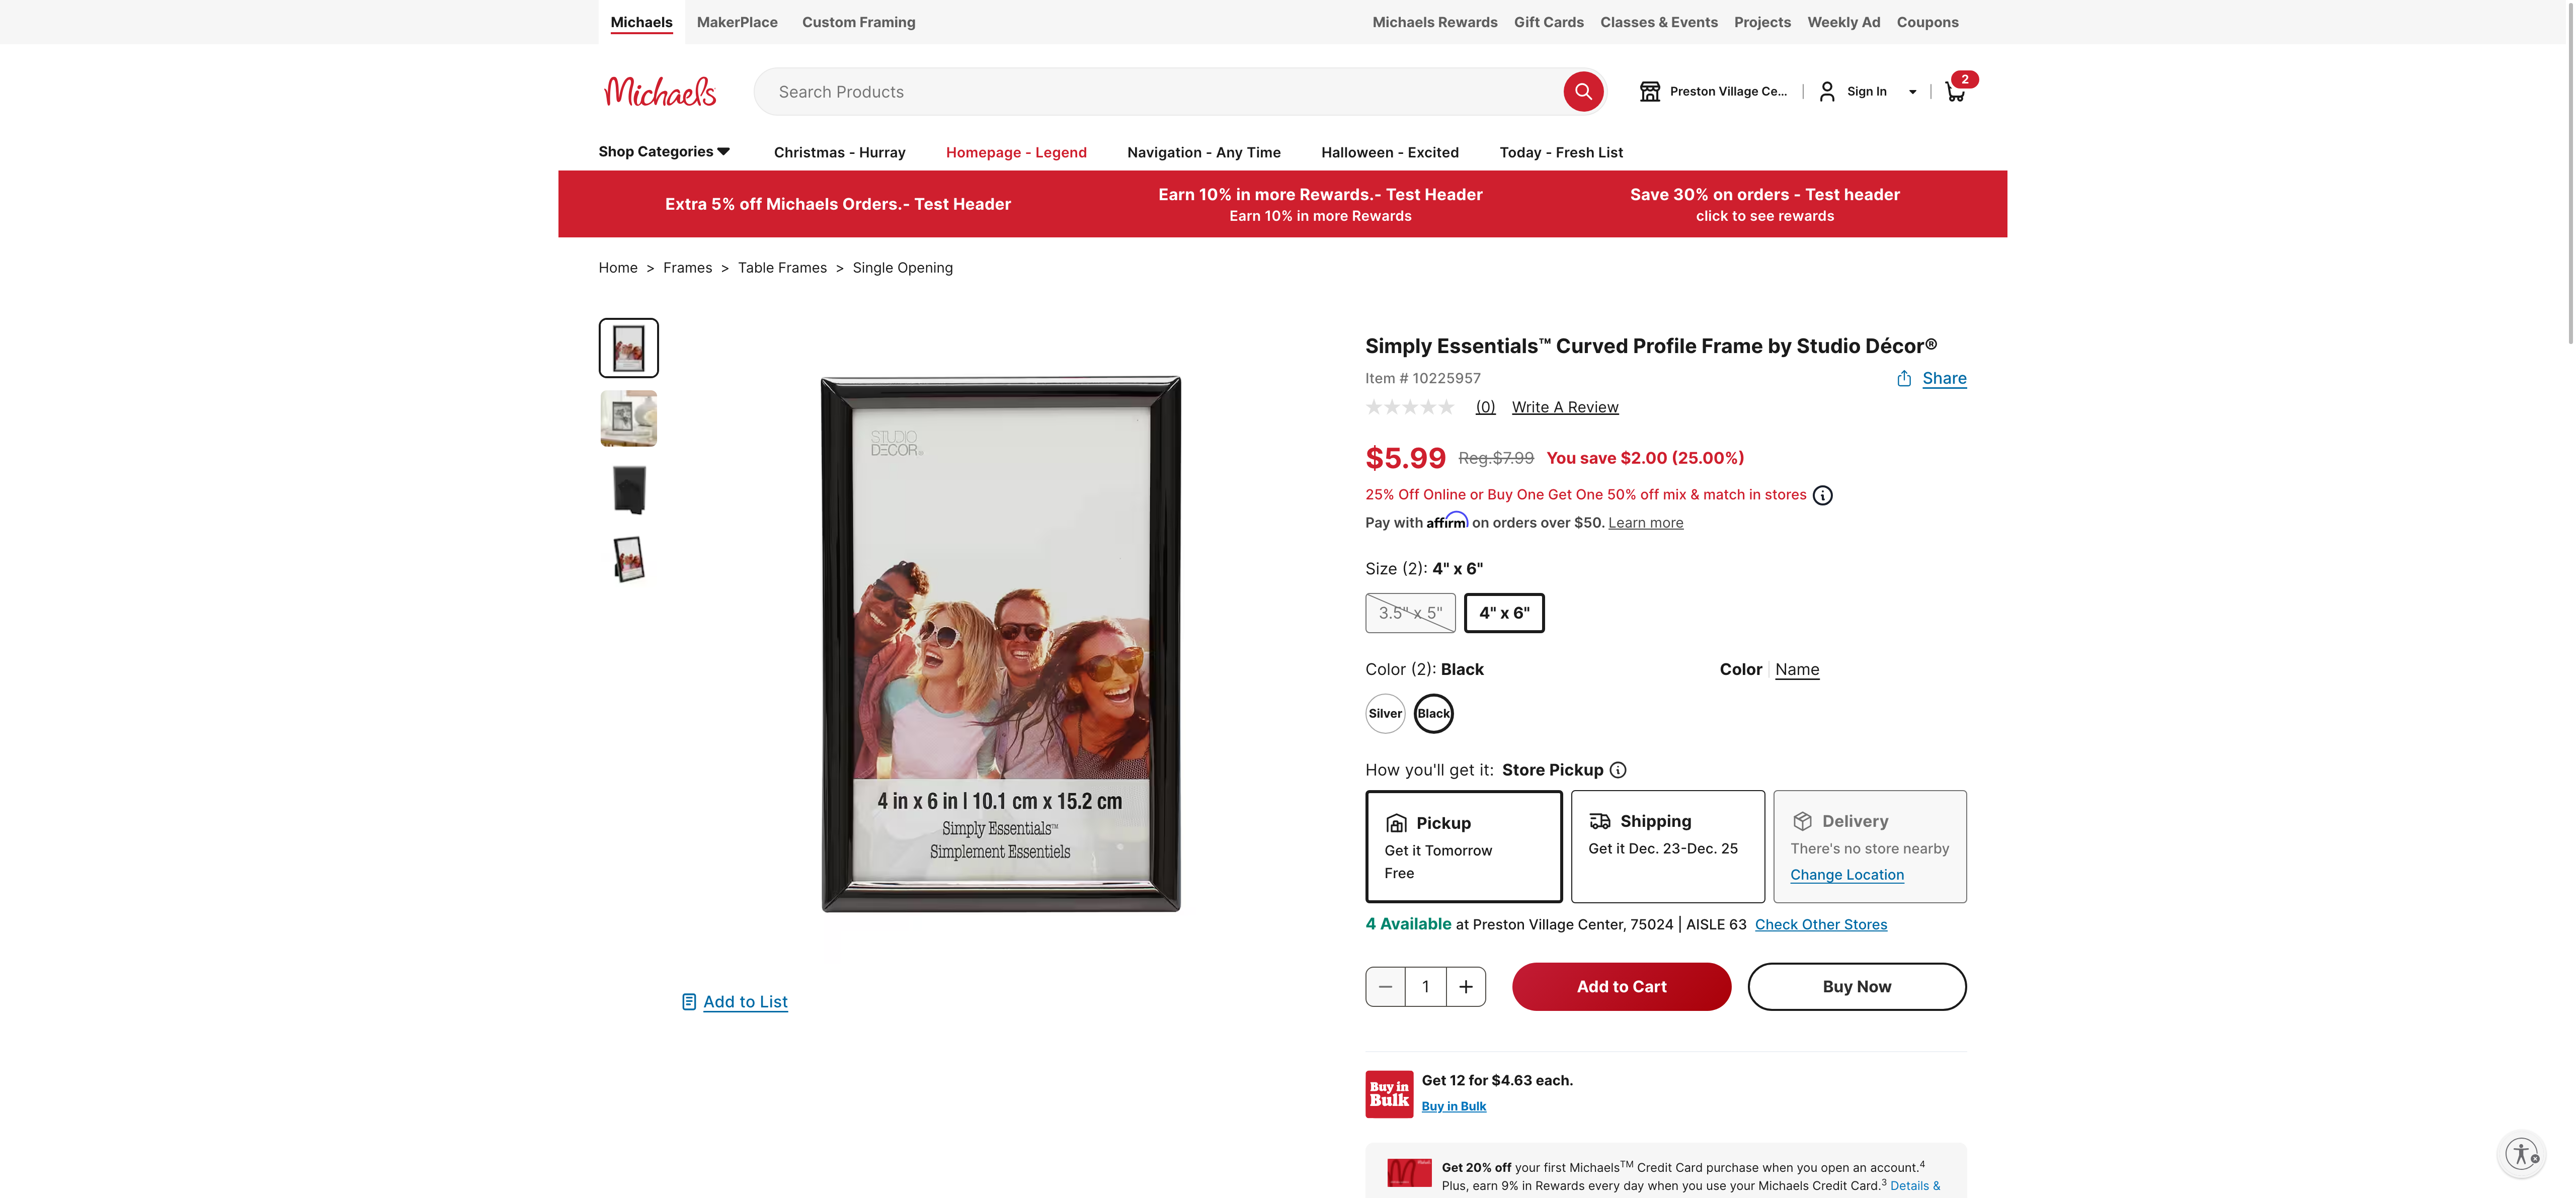 Michaels MakerPlace Custom Framing Michaels Rewards Gift Cards Classes & Events Projects Weekly Ad Coupons
Michaels Search Products Preston Village Ce... | Sign In | 2
Shop Categories Christmas - Hurray Homepage - Legend Navigation - Any Time Halloween - Excited Today - Fresh List
Extra 5% off Michaels Orders.- Test Header
Earn 10% in more Rewards.- Test Header
Earn 10% in more Rewards
Save 30% on orders - Test header
click to see rewards
Home > Frames > Table Frames > Single Opening
STUDIO
DECOR®
4 in x 6 in | 10.1 cm x 15.2 cm
Simply Essentials™
Simplement Essentiels
Add to List
Simply Essentials™ Curved Profile Frame by Studio Décor®
Item # 10225957 Share
(0) Write A Review
$5.99 Reg.$7.99 You save $2.00 (25.00%)
25% Off Online or Buy One Get One 50% off mix & match in stores
Pay with affirm on orders over $50. Learn more
Size (2): 4" x 6"
3.5" x 5" 4" x 6"
Color (2): Black Color | Name
Silver Black
How you'll get it: Store Pickup
Pickup
Get it Tomorrow
Free
Shipping
Get it Dec. 23-Dec. 25
Delivery
There's no store nearby
Change Location
4 Available at Preston Village Center, 75024 | AISLE 63 Check Other Stores
1 Add to Cart Buy Now
Buy in
Bulk
Get 12 for $4.63 each.
Buy in Bulk
Get 20% off your first Michaels™ Credit Card purchase when you open an account.⁴
Plus, earn 9% in Rewards every day when you use your Michaels Credit Card.³ Details &